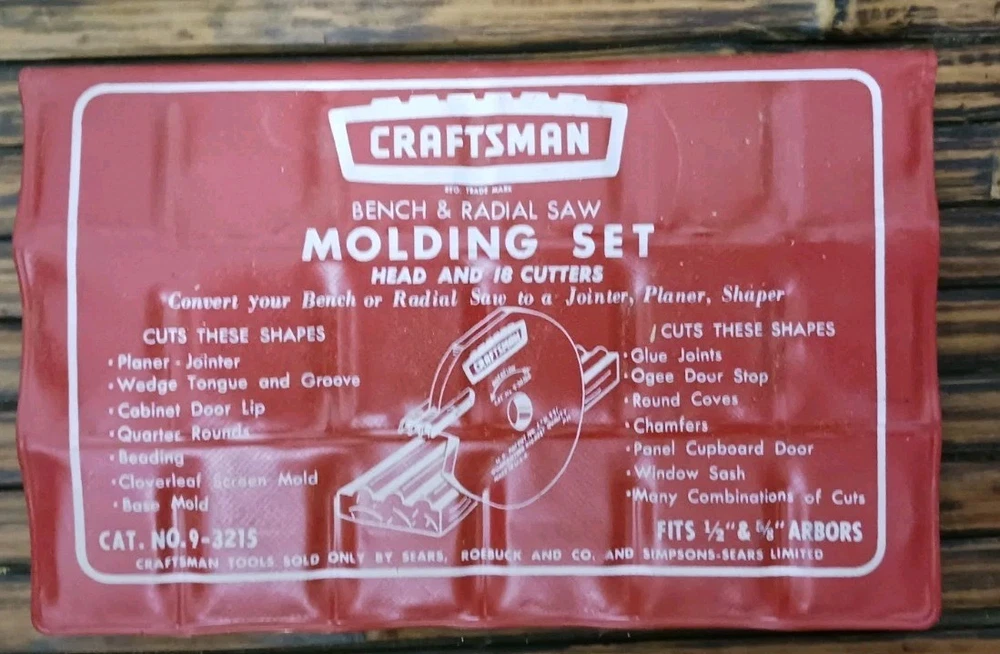 CRAFTSMAN
REG. TRADE MARK
BENCH & RADIAL SAW
MOLDING SET
HEAD AND 18 CUTTERS
Convert your Bench or Radial Saw to a Jointer, Planer, Shaper
CUTS THESE SHAPES
• Planer - Jointer
• Wedge Tongue and Groove
• Cabinet Door Lip
• Quarter Rounds
• Beading
• Cloverleaf Screen Mold
• Base Mold
CRAFTSMAN
CUTS THESE SHAPES
• Glue Joints
• Ogee Door Stop
• Round Coves
• Chamfers
• Panel Cupboard Door
• Window Sash
• Many Combinations of Cuts
CAT. NO. 9-3215
FITS 1/2" & 5/8" ARBORS
CRAFTSMAN TOOLS SOLD ONLY BY SEARS, ROEBUCK AND CO. AND SIMPSONS-SEARS LIMITED